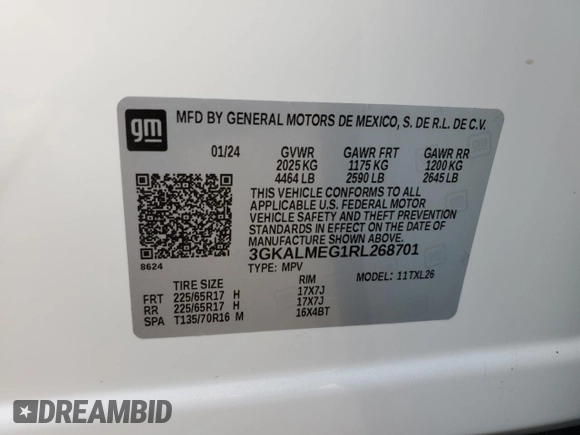 gm
MFD BY GENERAL MOTORS DE MEXICO, S. DE R.L. DE C.V.
01/24 GVWR GAWR FRT GAWR RR
2025 KG 1175 KG 1200 KG
4464 LB 2590 LB 2645 LB
THIS VEHICLE CONFORMS TO ALL
APPLICABLE U.S. FEDERAL MOTOR
VEHICLE SAFETY AND THEFT PREVENTION
STANDARDS IN EFFECT ON THE DATE OF
MANUFACTURE SHOWN ABOVE.
8624 3GKALMEG1RL268701
TYPE: MPV MODEL: 11TXL26
TIRE SIZE RIM
FRT 225/65R17 H 17X7J
RR 225/65R17 H 17X7J
SPA T135/70R16 M 16X4BT
DREAMBID